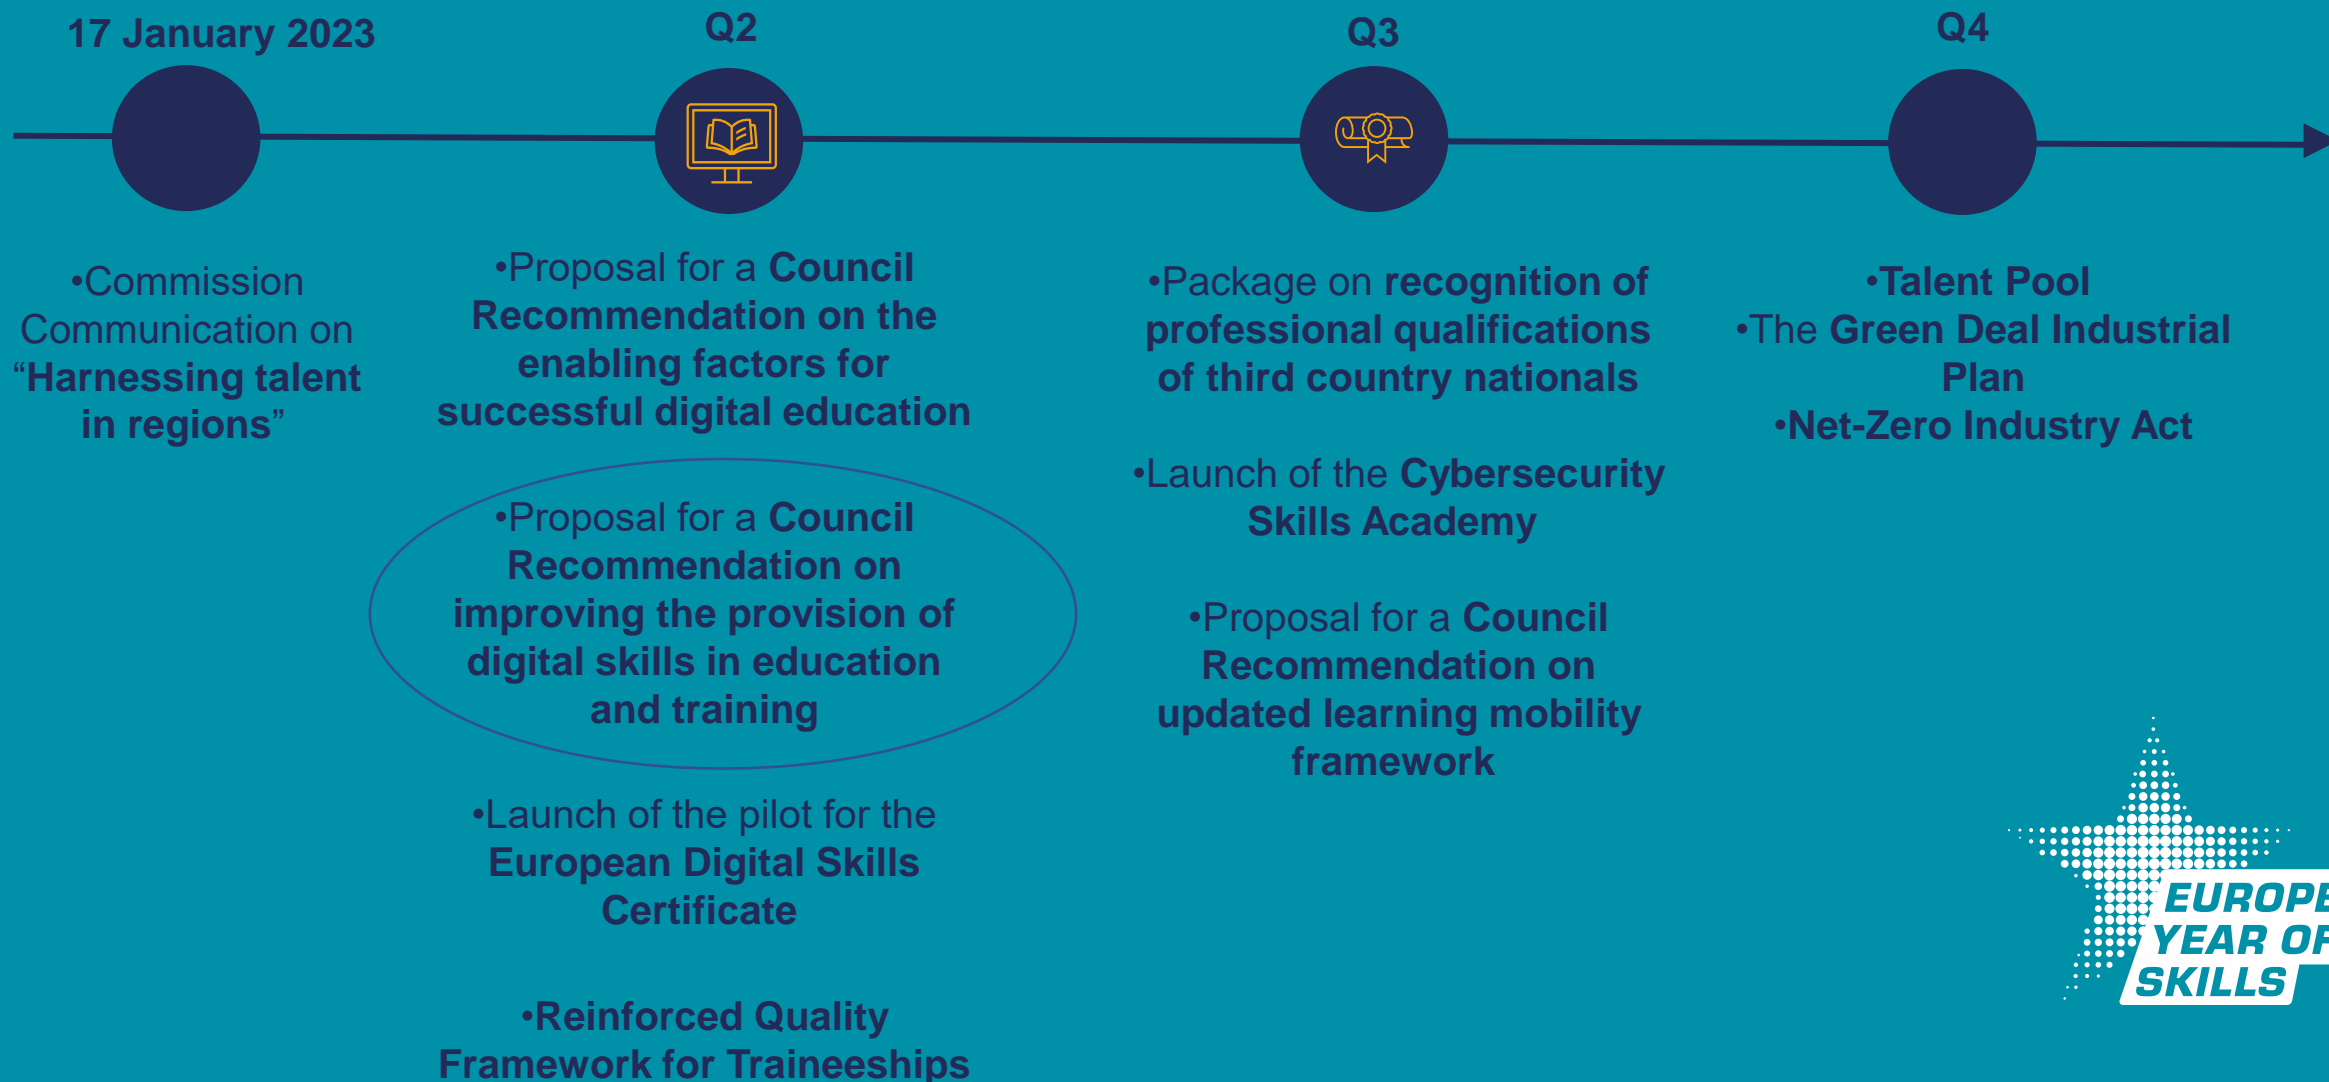 17 January 2023
•Commission
Communication on
“Harnessing talent
in regions”
Q2
•Proposal for a Council
Recommendation on the
enabling factors for
successful digital education
•Proposal for a Council
Recommendation on
improving the provision of
digital skills in education
and training
•Launch of the pilot for the
European Digital Skills
Certificate
•Reinforced Quality
Framework for Traineeships
Q3
•Package on recognition of
professional qualifications
of third country nationals
•Launch of the Cybersecurity
Skills Academy
•Proposal for a Council
Recommendation on
updated learning mobility
framework
Q4
•Talent Pool
•The Green Deal Industrial
Plan
•Net-Zero Industry Act
EUROPE
YEAR OF
SKILLS